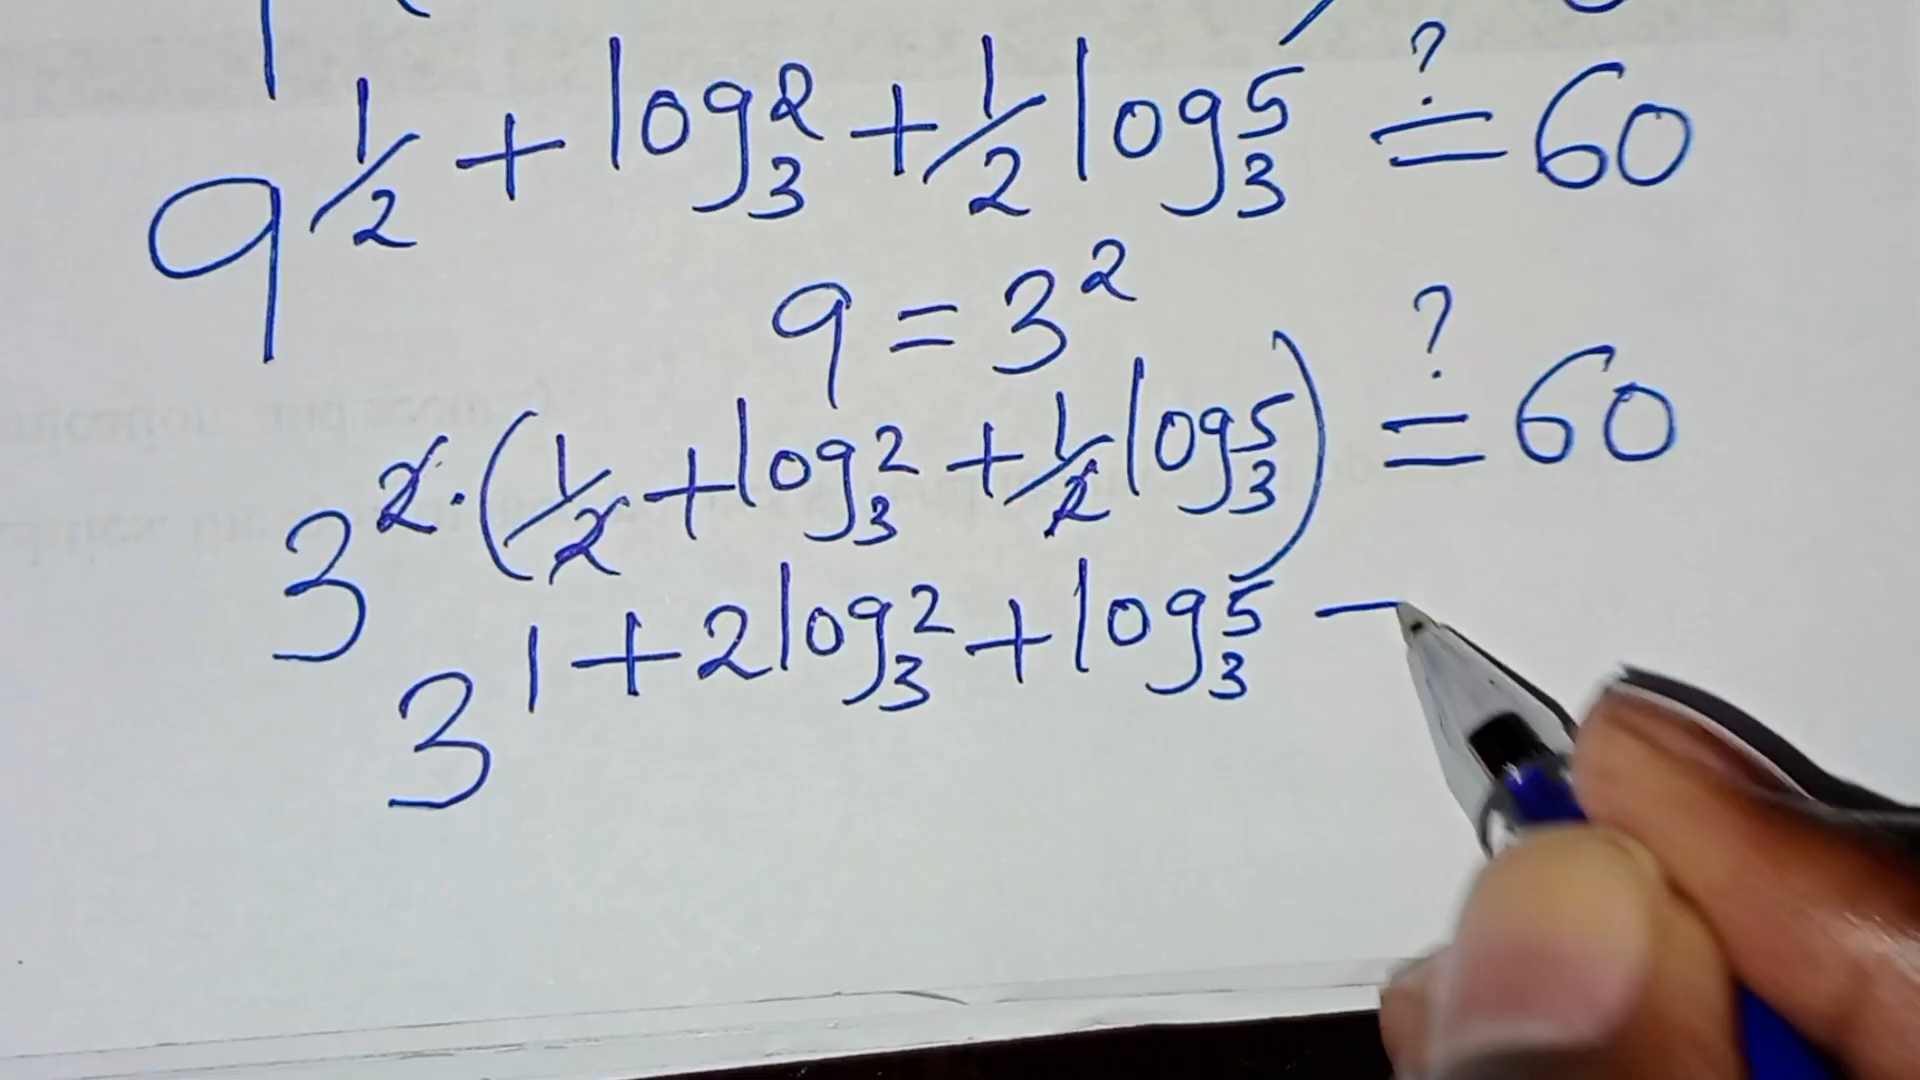 9^{1/2 + log_3 2 + 1/2 log_3 5} ?= 60
9 = 3^2
3^{2·(1/2 + log_3 2 + 1/2 log_3 5)} ?= 60
3^{1 + 2log_3 2 + log_3 5} –